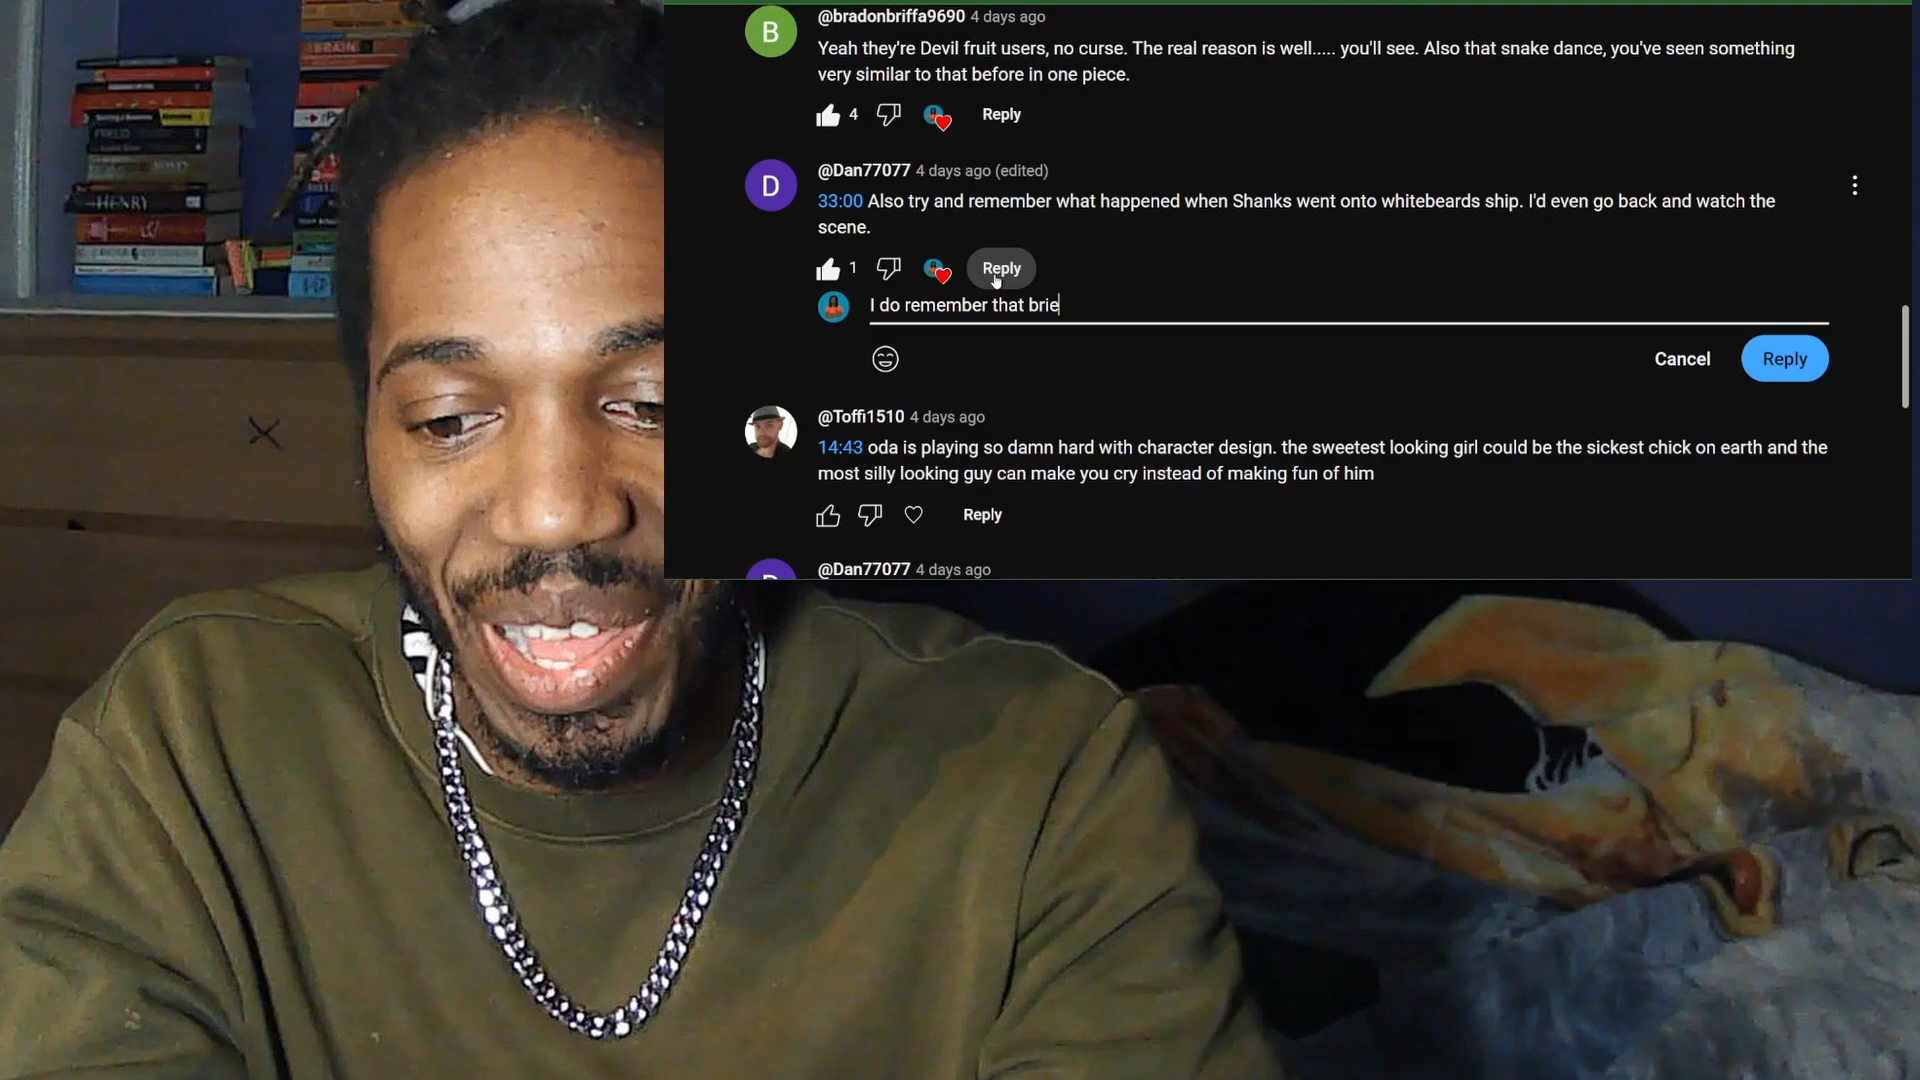 BRAIN
FREUD
HENRY
B
@bradonbriffa9690 4 days ago
Yeah they're Devil fruit users, no curse. The real reason is well..... you'll see. Also that snake dance, you've seen something
very similar to that before in one piece.
4
Reply
D
@Dan77077 4 days ago (edited)
33:00 Also try and remember what happened when Shanks went onto whitebeards ship. I'd even go back and watch the
scene.
1
Reply
I do remember that brie
Cancel
Reply
@Toffi1510 4 days ago
14:43 oda is playing so damn hard with character design. the sweetest looking girl could be the sickest chick on earth and the
most silly looking guy can make you cry instead of making fun of him
Reply
@Dan77077 4 days ago